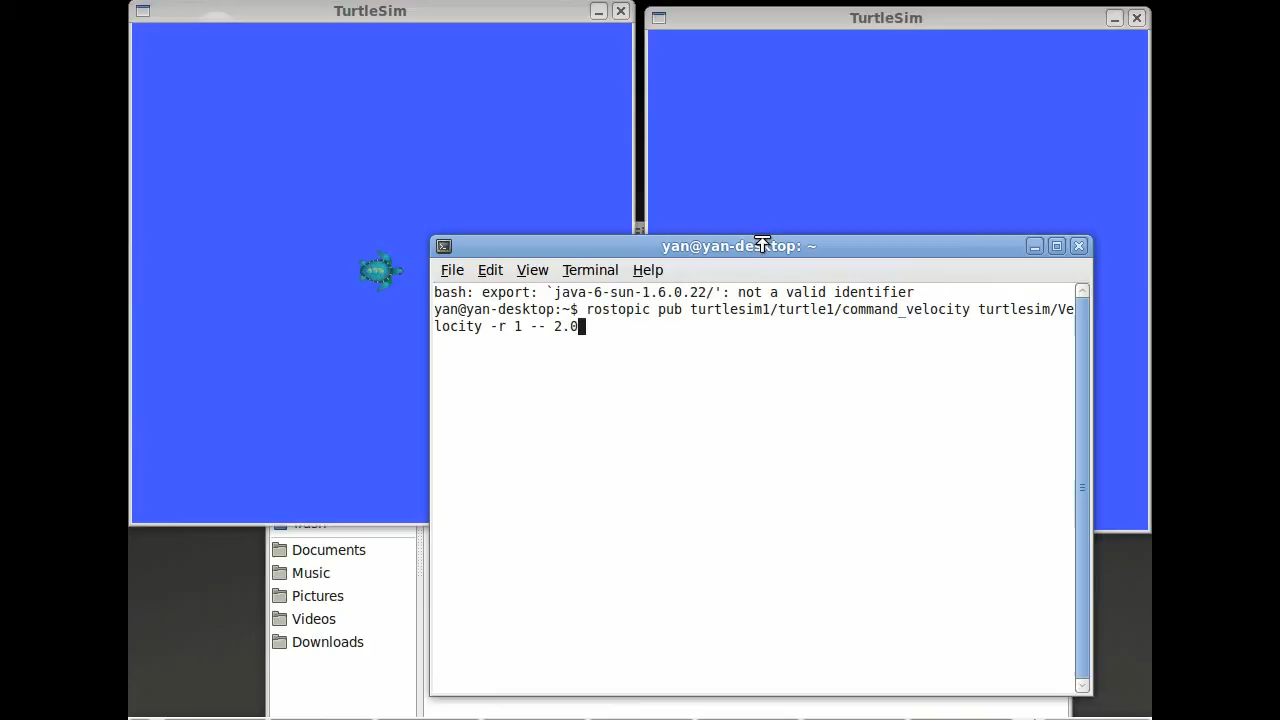 TurtleSim
TurtleSim
yan@yan-desktop: ~
File Edit View Terminal Help
bash: export: `java-6-sun-1.6.0.22/': not a valid identifier
yan@yan-desktop:~$ rostopic pub turtlesim1/turtle1/command_velocity turtlesim/Ve
locity -r 1 -- 2.0
Documents
Music
Pictures
Videos
Downloads